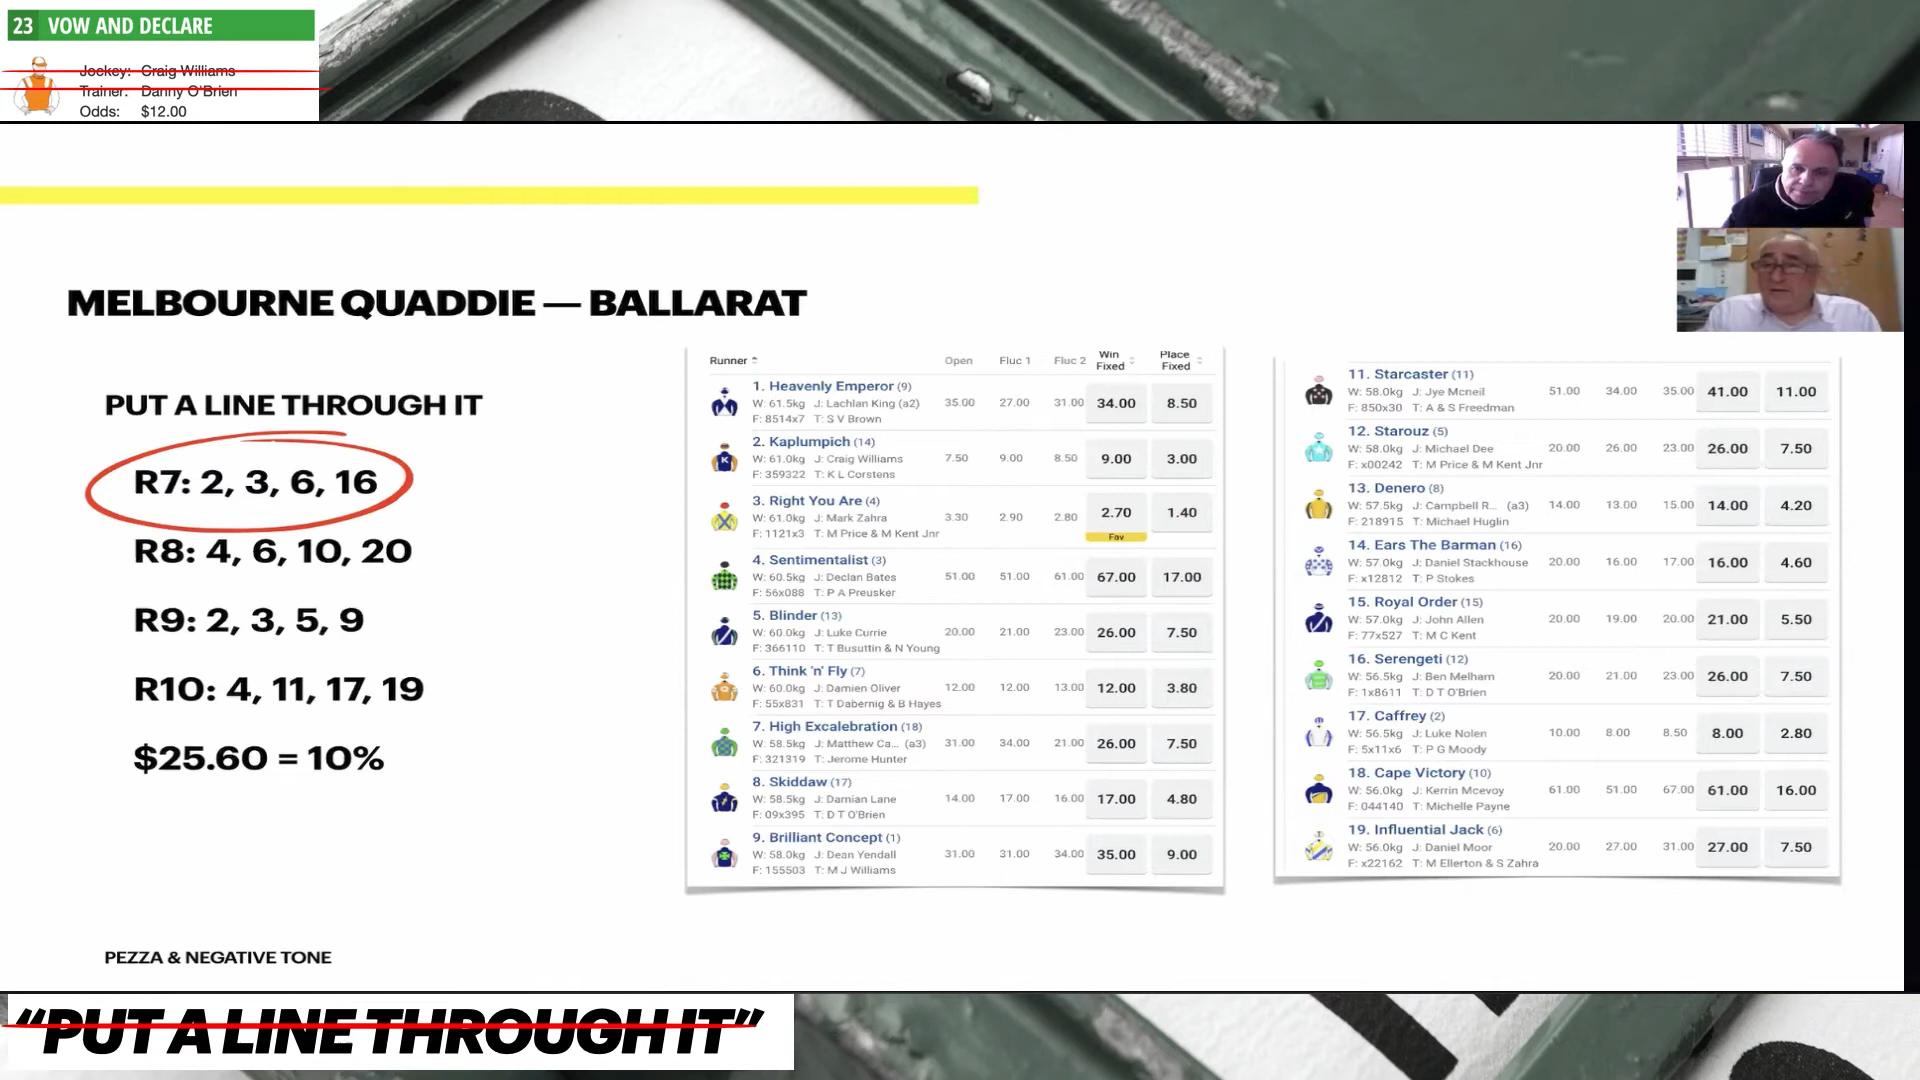 23 VOW AND DECLARE
Jockey: Craig Williams
Trainer: Danny O'Brien
Odds: $12.00
MELBOURNE QUADDIE — BALLARAT
PUT A LINE THROUGH IT
R7: 2, 3, 6, 16
R8: 4, 6, 10, 20
R9: 2, 3, 5, 9
R10: 4, 11, 17, 19
$25.60 = 10%
PEZZA & NEGATIVE TONE
Runner Open Fluc 1 Fluc 2 Win Fixed Place Fixed
1. Heavenly Emperor (9)
W: 61.5kg J: Lachlan King (a2) 35.00 27.00 31.00 34.00 8.50
F: 8514x7 T: S V Brown
2. Kaplumpich (14)
W: 61.0kg J: Craig Williams 7.50 9.00 8.50 9.00 3.00
F: 359322 T: K L Corstens
3. Right You Are (4)
W: 61.0kg J: Mark Zahra 3.30 2.90 2.80 2.70 1.40
F: 1121x3 T: M Price & M Kent Jnr Fav
4. Sentimentalist (3)
W: 60.5kg J: Declan Bates 51.00 51.00 61.00 67.00 17.00
F: 56x088 T: P A Preusker
5. Blinder (13)
W: 60.0kg J: Luke Currie 20.00 21.00 23.00 26.00 7.50
F: 366110 T: T Busuttin & N Young
6. Think 'n' Fly (7)
W: 60.0kg J: Damien Oliver 12.00 12.00 13.00 12.00 3.80
F: 55x831 T: T Dabernig & B Hayes
7. High Excalebration (18)
W: 58.5kg J: Matthew Ca... (a3) 31.00 34.00 21.00 26.00 7.50
F: 321319 T: Jerome Hunter
8. Skiddaw (17)
W: 58.5kg J: Damian Lane 14.00 17.00 16.00 17.00 4.80
F: 09x395 T: D T O'Brien
9. Brilliant Concept (1)
W: 58.0kg J: Dean Yendall 31.00 31.00 34.00 35.00 9.00
F: 155503 T: M J Williams
11. Starcaster (11)
W: 58.0kg J: Jye Mcneil 51.00 34.00 35.00 41.00 11.00
F: 850x30 T: A & S Freedman
12. Starouz (5)
W: 58.0kg J: Michael Dee 20.00 26.00 23.00 26.00 7.50
F: x00242 T: M Price & M Kent Jnr
13. Denero (8)
W: 57.5kg J: Campbell R... (a3) 14.00 13.00 15.00 14.00 4.20
F: 218915 T: Michael Huglin
14. Ears The Barman (16)
W: 57.0kg J: Daniel Stackhouse 20.00 16.00 17.00 16.00 4.60
F: x12812 T: P Stokes
15. Royal Order (15)
W: 57.0kg J: John Allen 20.00 19.00 20.00 21.00 5.50
F: 77x527 T: M C Kent
16. Serengeti (12)
W: 56.5kg J: Ben Melham 20.00 21.00 23.00 26.00 7.50
F: 1x8611 T: D T O'Brien
17. Caffrey (2)
W: 56.5kg J: Luke Nolen 10.00 8.00 8.50 8.00 2.80
F: 5x11x6 T: P G Moody
18. Cape Victory (10)
W: 56.0kg J: Kerrin Mcevoy 61.00 51.00 67.00 61.00 16.00
F: 044140 T: Michelle Payne
19. Influential Jack (6)
W: 56.0kg J: Daniel Moor 20.00 27.00 31.00 27.00 7.50
F: x22162 T: M Ellerton & S Zahra
"PUT A LINE THROUGH IT"